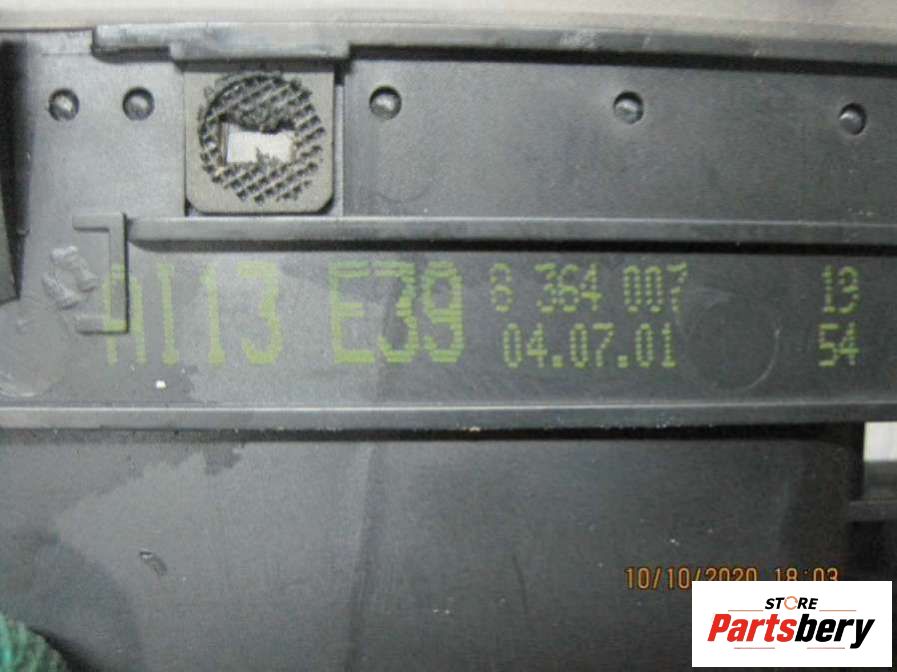 AI13 E39 8 364 007 13
04.07.01 54
10/10/2020 18:03
STORE
Partsbery